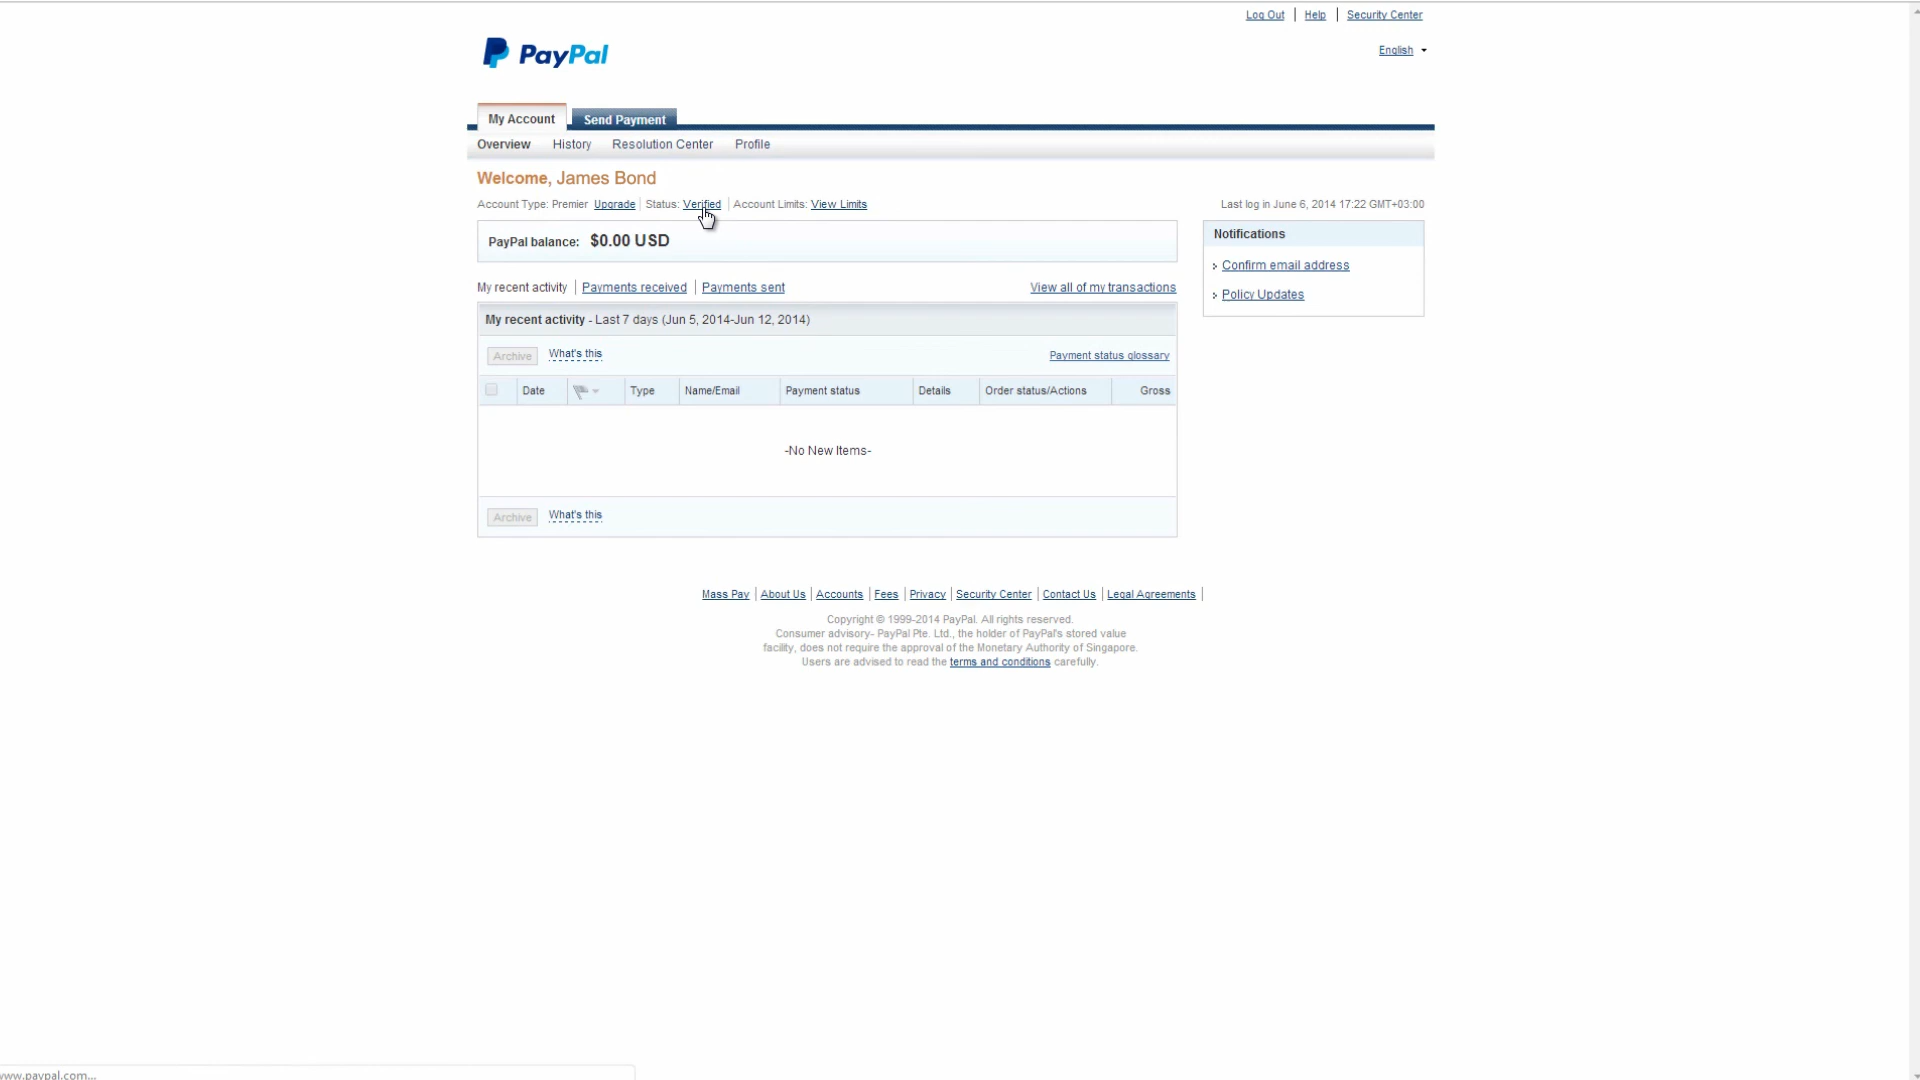 Log Out | Help | Security Center
PayPal
English
My Account Send Payment
Overview History Resolution Center Profile
Welcome, James Bond
Account Type: Premier Upgrade | Status: Verified | Account Limits: View Limits
Last log in June 6, 2014 17:22 GMT+03:00
PayPal balance: $0.00 USD
Notifications
Confirm email address
Policy Updates
My recent activity | Payments received | Payments sent
View all of my transactions
My recent activity - Last 7 days (Jun 5, 2014-Jun 12, 2014)
Archive What's this
Payment status glossary
Date Type Name/Email Payment status Details Order status/Actions Gross
-No New Items-
Archive What's this
Mass Pay | About Us | Accounts | Fees | Privacy | Security Center | Contact Us | Legal Agreements |
Copyright © 1999-2014 PayPal. All rights reserved.
Consumer advisory- PayPal Pte. Ltd., the holder of PayPal's stored value
facility, does not require the approval of the Monetary Authority of Singapore.
Users are advised to read the terms and conditions carefully.
www.paypal.com...